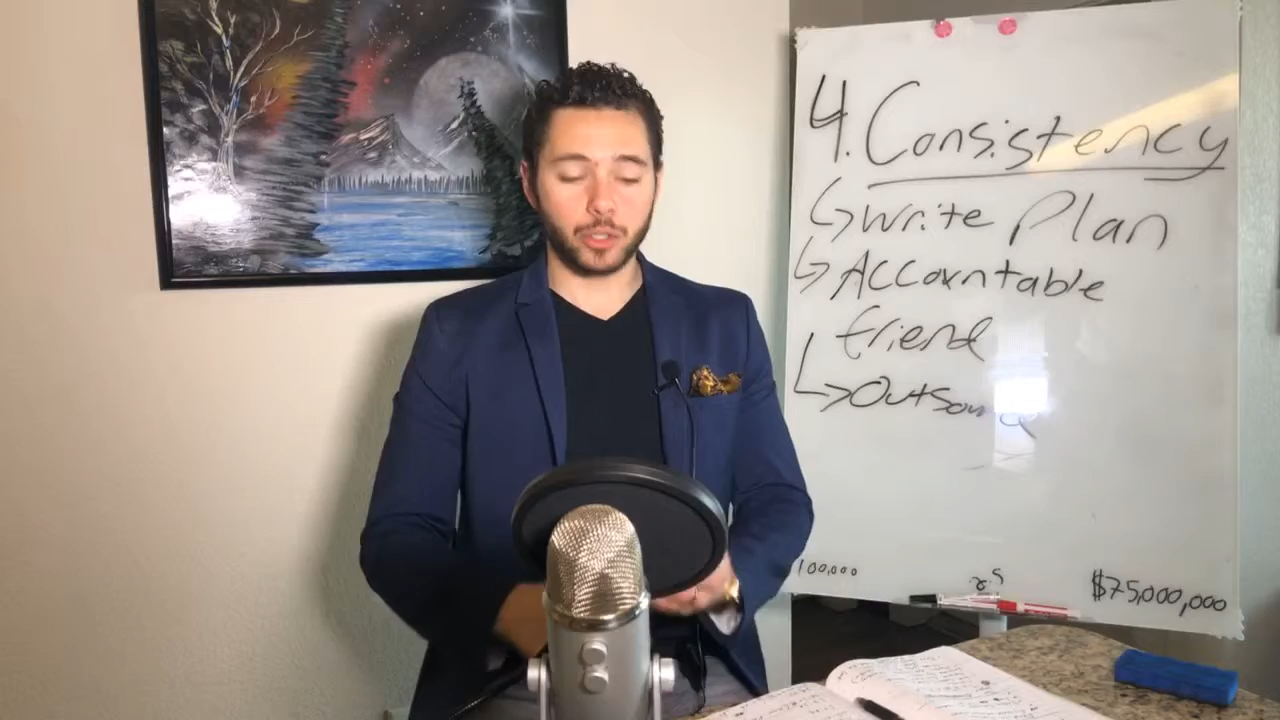 4. Consistency
↳ Write Plan
↳ Accountable
friend
↳ Outsource
100,000
$75,000,000